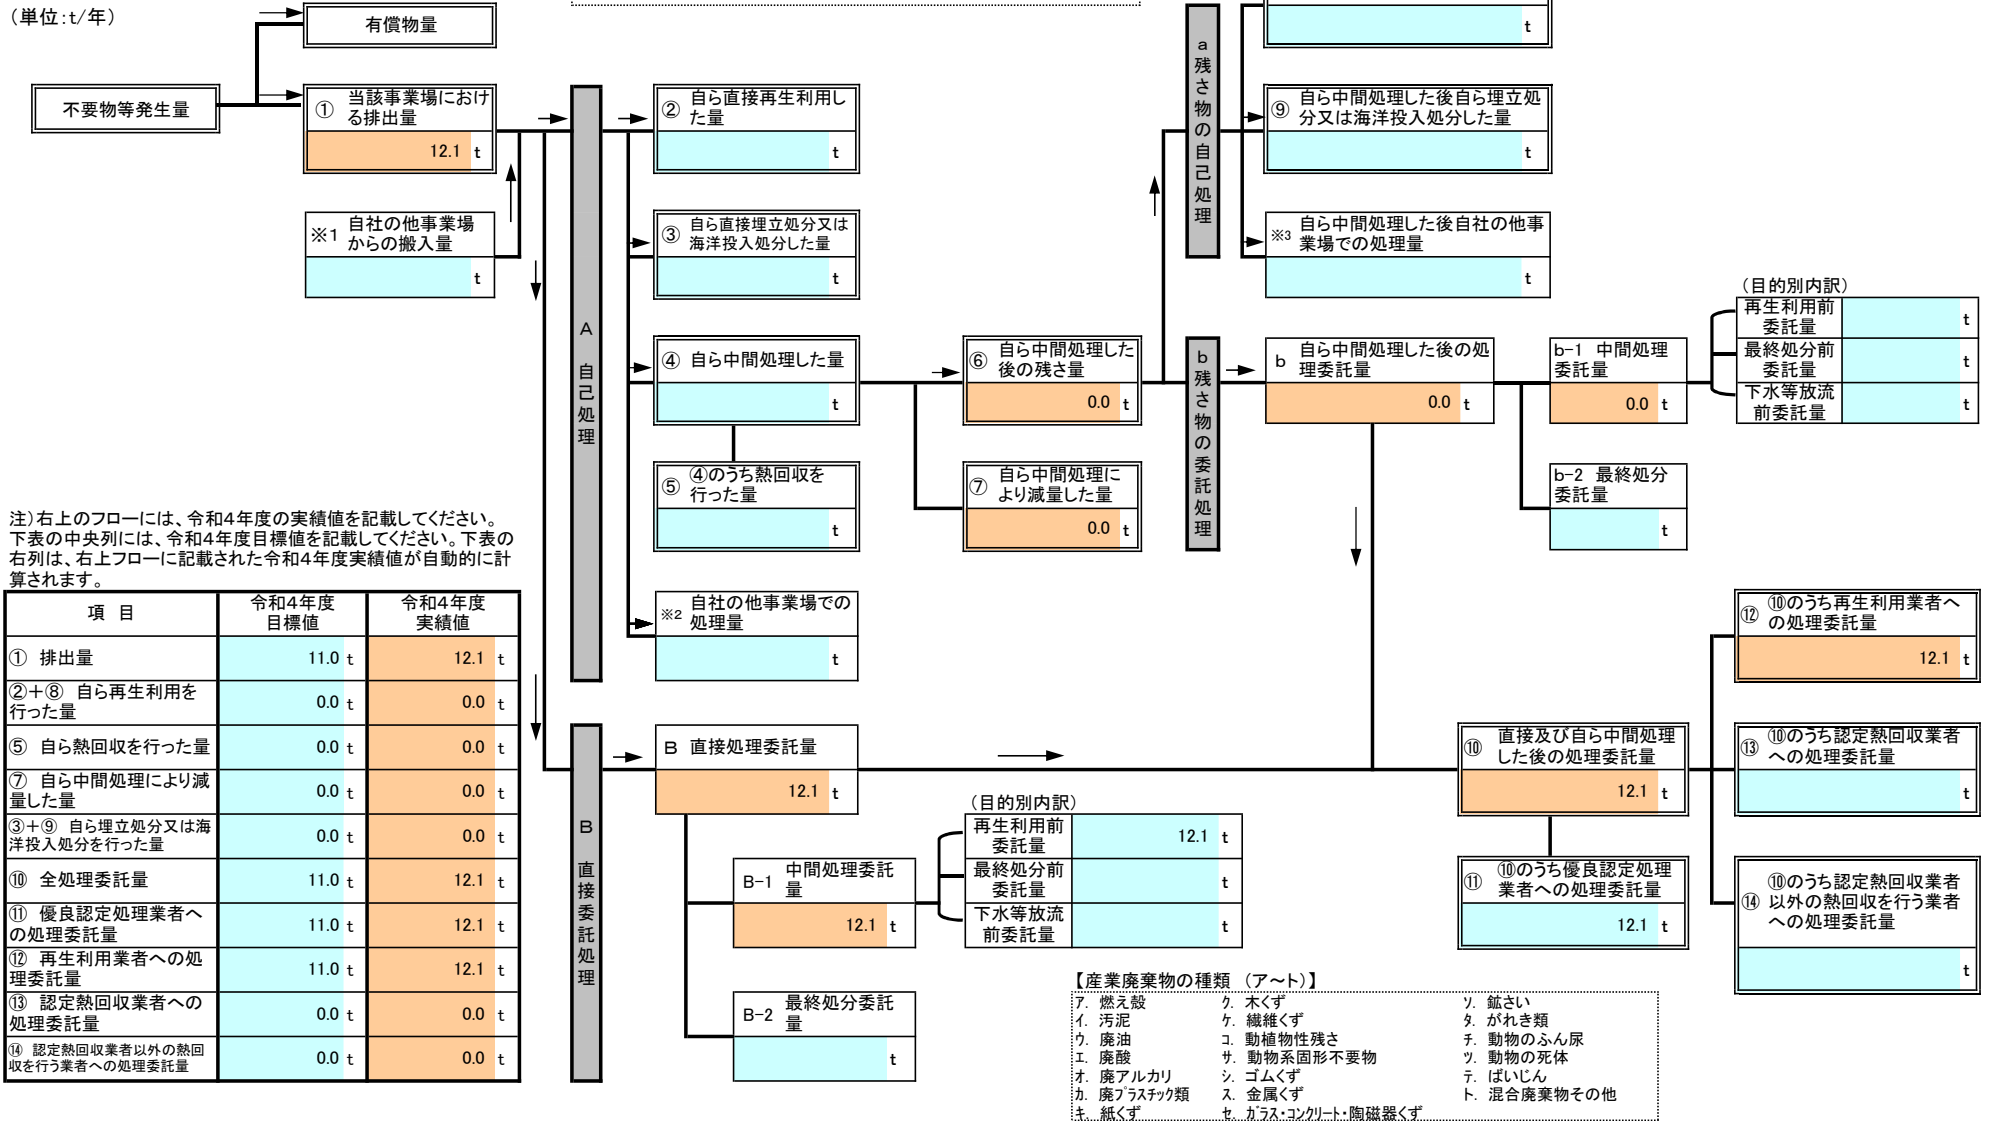 （単位:t/年）
有償物量
t
不要物等発生量
① 当該事業場におけ
る排出量
12.1 t
② 自ら直接再生利用し
た量
t
a
残
さ
物
の
自
己
処
理
⑨ 自ら中間処理した後自ら埋立処
分又は海洋投入処分した量
t
※1 自社の他事業場
からの搬入量
t
③ 自ら直接埋立処分又は
海洋投入処分した量
t
※3 自ら中間処理した後自社の他事
業場での処理量
t
A
自
己
処
理
④ 自ら中間処理した量
t
⑥ 自ら中間処理した
後の残さ量
0.0 t
b
残
さ
物
の
委
託
処
理
b 自ら中間処理した後の処
理委託量
0.0 t
b-1 中間処理
委託量
0.0 t
（目的別内訳）
再生利用前
委託量
t
最終処分前
委託量
t
下水等放流
前委託量
t
⑤ ④のうち熱回収を
行った量
t
⑦ 自ら中間処理に
より減量した量
0.0 t
b-2 最終処分
委託量
t
注）右上のフローには、令和４年度の実績値を記載してください。
下表の中央列には、令和４年度目標値を記載してください。下表の
右列は、右上フローに記載された令和４年度実績値が自動的に計
算されます。
※2 自社の他事業場での
処理量
t
項 目
令和４年度
目標値
令和４年度
実績値
① 排出量
11.0 t 12.1 t
②＋⑧ 自ら再生利用を
行った量
0.0 t 0.0 t
⑤ 自ら熱回収を行った量
0.0 t 0.0 t
⑦ 自ら中間処理により減
量した量
0.0 t 0.0 t
③＋⑨ 自ら埋立処分又は海
洋投入処分を行った量
0.0 t 0.0 t
⑩ 全処理委託量
11.0 t 12.1 t
⑪ 優良認定処理業者へ
の処理委託量
11.0 t 12.1 t
⑫ 再生利用業者への処
理委託量
11.0 t 12.1 t
⑬ 認定熱回収業者への
処理委託量
0.0 t 0.0 t
⑭ 認定熱回収業者以外の熱回
収を行う業者への処理委託量
0.0 t 0.0 t
B
直
接
委
託
処
理
B 直接処理委託量
12.1 t
B-1 中間処理委託
量
12.1 t
（目的別内訳）
再生利用前
委託量
12.1 t
最終処分前
委託量
t
下水等放流
前委託量
t
B-2 最終処分委託
量
t
⑩ 直接及び自ら中間処理
した後の処理委託量
12.1 t
⑪ ⑩のうち優良認定処理
業者への処理委託量
12.1 t
⑫ ⑩のうち再生利用業者へ
の処理委託量
12.1 t
⑬ ⑩のうち認定熱回収業者
への処理委託量
t
⑭ ⑩のうち認定熱回収業者
以外の熱回収を行う業者
への処理委託量
t
【産業廃棄物の種類 （ア～ト）】
ア. 燃え殻 ク. 木くず ソ. 鉱さい
イ. 汚泥 ケ. 繊維くず タ. がれき類
ウ. 廃油 コ. 動植物性残さ チ. 動物のふん尿
エ. 廃酸 サ. 動物系固形不要物 ツ. 動物の死体
オ. 廃アルカリ シ. ゴムくず テ. ばいじん
カ. 廃プラスチック類 ス. 金属くず ト. 混合廃棄物その他
キ. 紙くず セ. ガラス・コンクリート・陶磁器くず